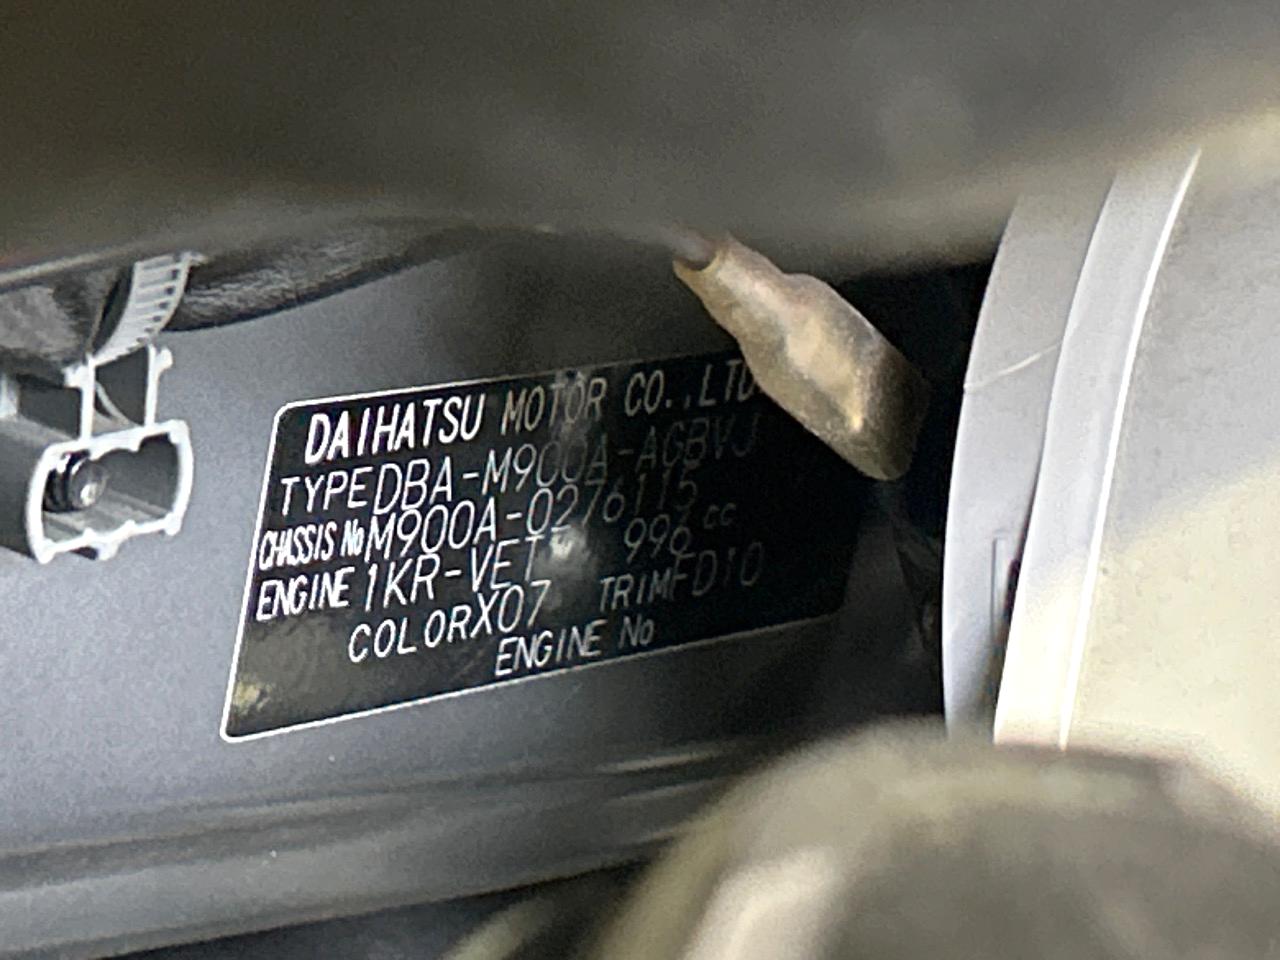 DAIHATSU MOTOR CO.,LTD
TYPE DBA-M900A-AGBVJ
CHASSIS No M900A-0276115
ENGINE 1KR-VET 996 cc
COLOR X07 TRIM FD10
ENGINE No